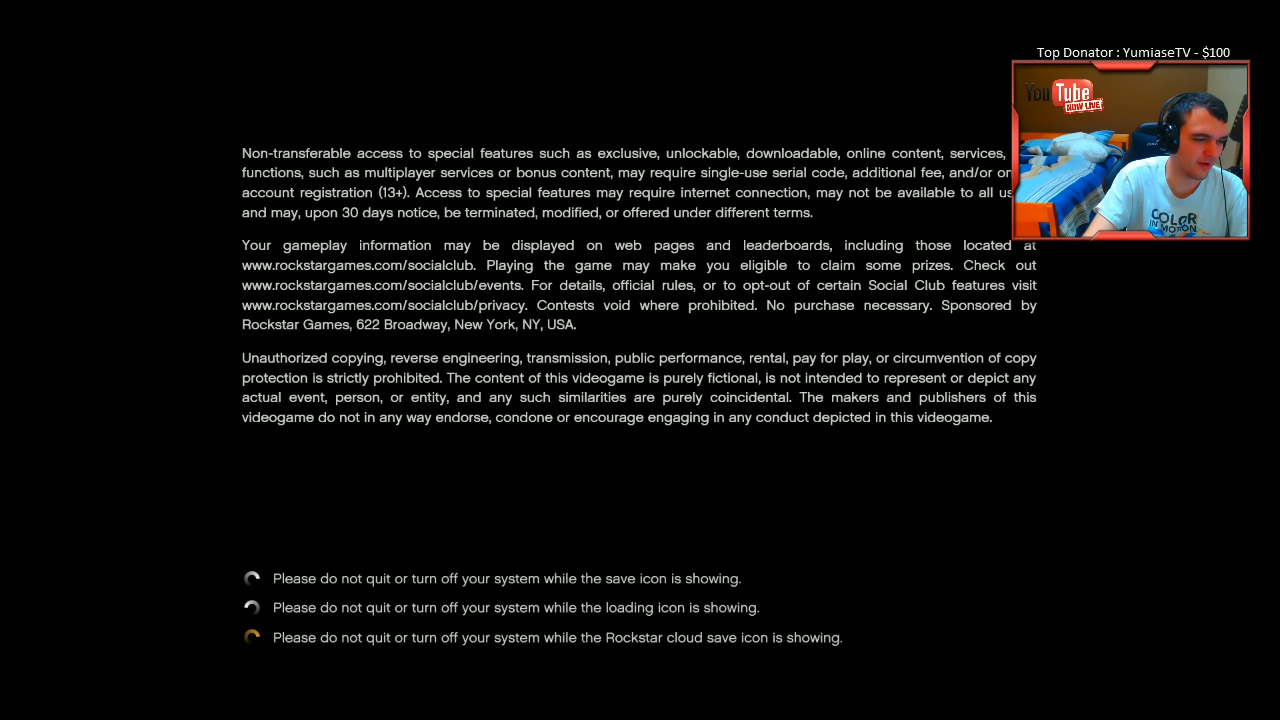 Top Donator : YumiaseTV - $100
YouTube
NOW LIVE
COLOR
IN MOTION
Non-transferable access to special features such as exclusive, unlockable, downloadable, online content, services,
functions, such as multiplayer services or bonus content, may require single-use serial code, additional fee, and/or on
account registration (13+). Access to special features may require internet connection, may not be available to all us
and may, upon 30 days notice, be terminated, modified, or offered under different terms.
Your gameplay information may be displayed on web pages and leaderboards, including those located at
www.rockstargames.com/socialclub. Playing the game may make you eligible to claim some prizes. Check out
www.rockstargames.com/socialclub/events. For details, official rules, or to opt-out of certain Social Club features visit
www.rockstargames.com/socialclub/privacy. Contests void where prohibited. No purchase necessary. Sponsored by
Rockstar Games, 622 Broadway, New York, NY, USA.
Unauthorized copying, reverse engineering, transmission, public performance, rental, pay for play, or circumvention of copy
protection is strictly prohibited. The content of this videogame is purely fictional, is not intended to represent or depict any
actual event, person, or entity, and any such similarities are purely coincidental. The makers and publishers of this
videogame do not in any way endorse, condone or encourage engaging in any conduct depicted in this videogame.
Please do not quit or turn off your system while the save icon is showing.
Please do not quit or turn off your system while the loading icon is showing.
Please do not quit or turn off your system while the Rockstar cloud save icon is showing.